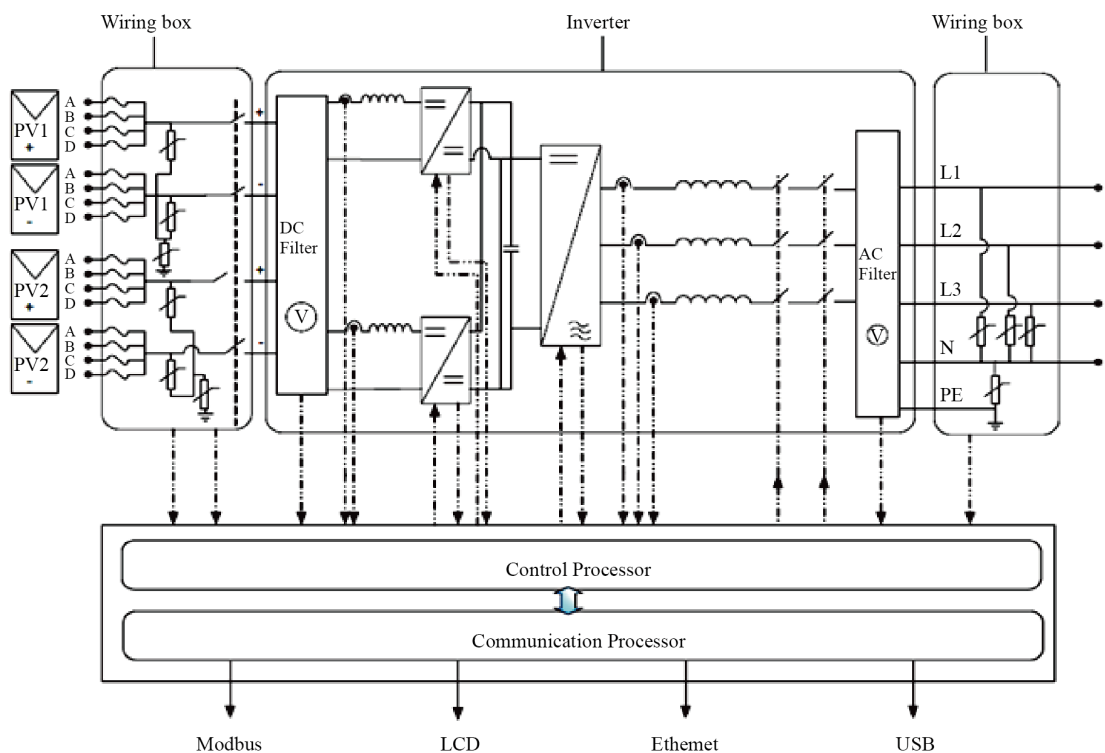 Wiring box
Inverter
Wiring box
PV1
+
A
B
C
D
+
PV1
-
A
B
C
D
-
PV2
+
A
B
C
D
+
PV2
-
A
B
C
D
-
DC
Filter
V
AC
Filter
V
L1
L2
L3
N
PE
Control Processor
Communication Processor
Modbus
LCD
Ethemet
USB